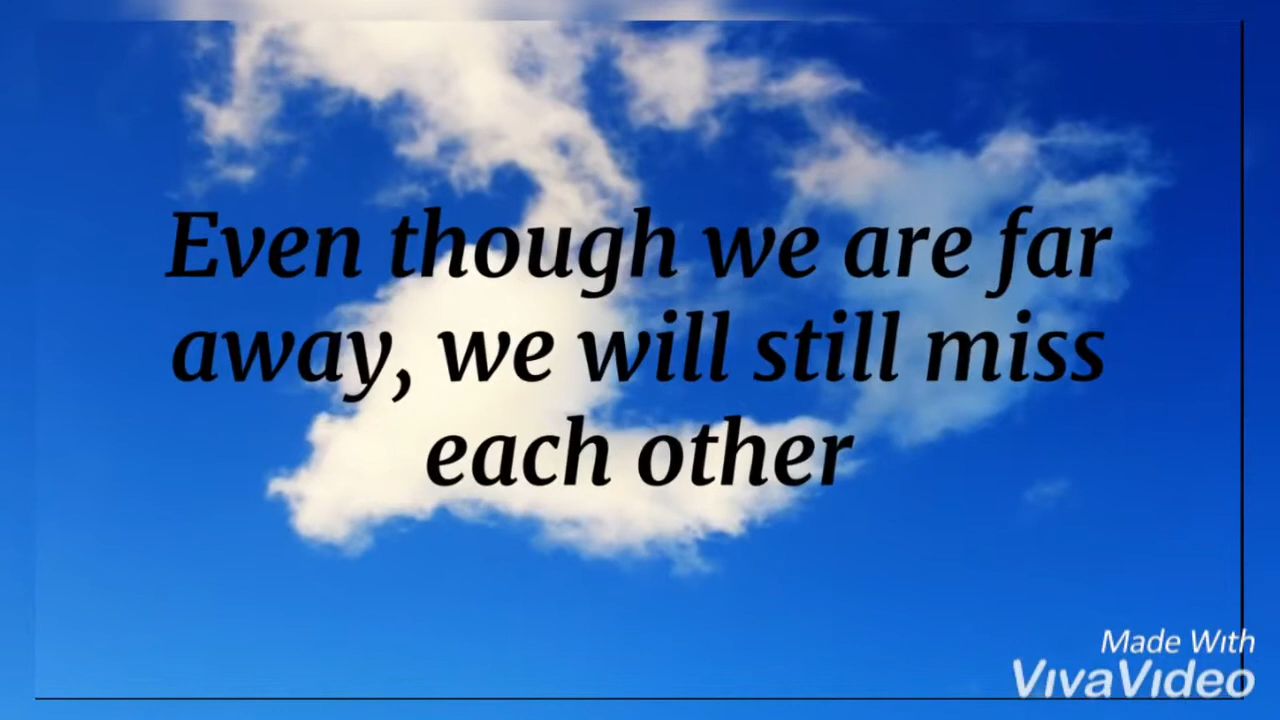 Even though we are far
away, we will still miss
each other
Made With
VivaVideo